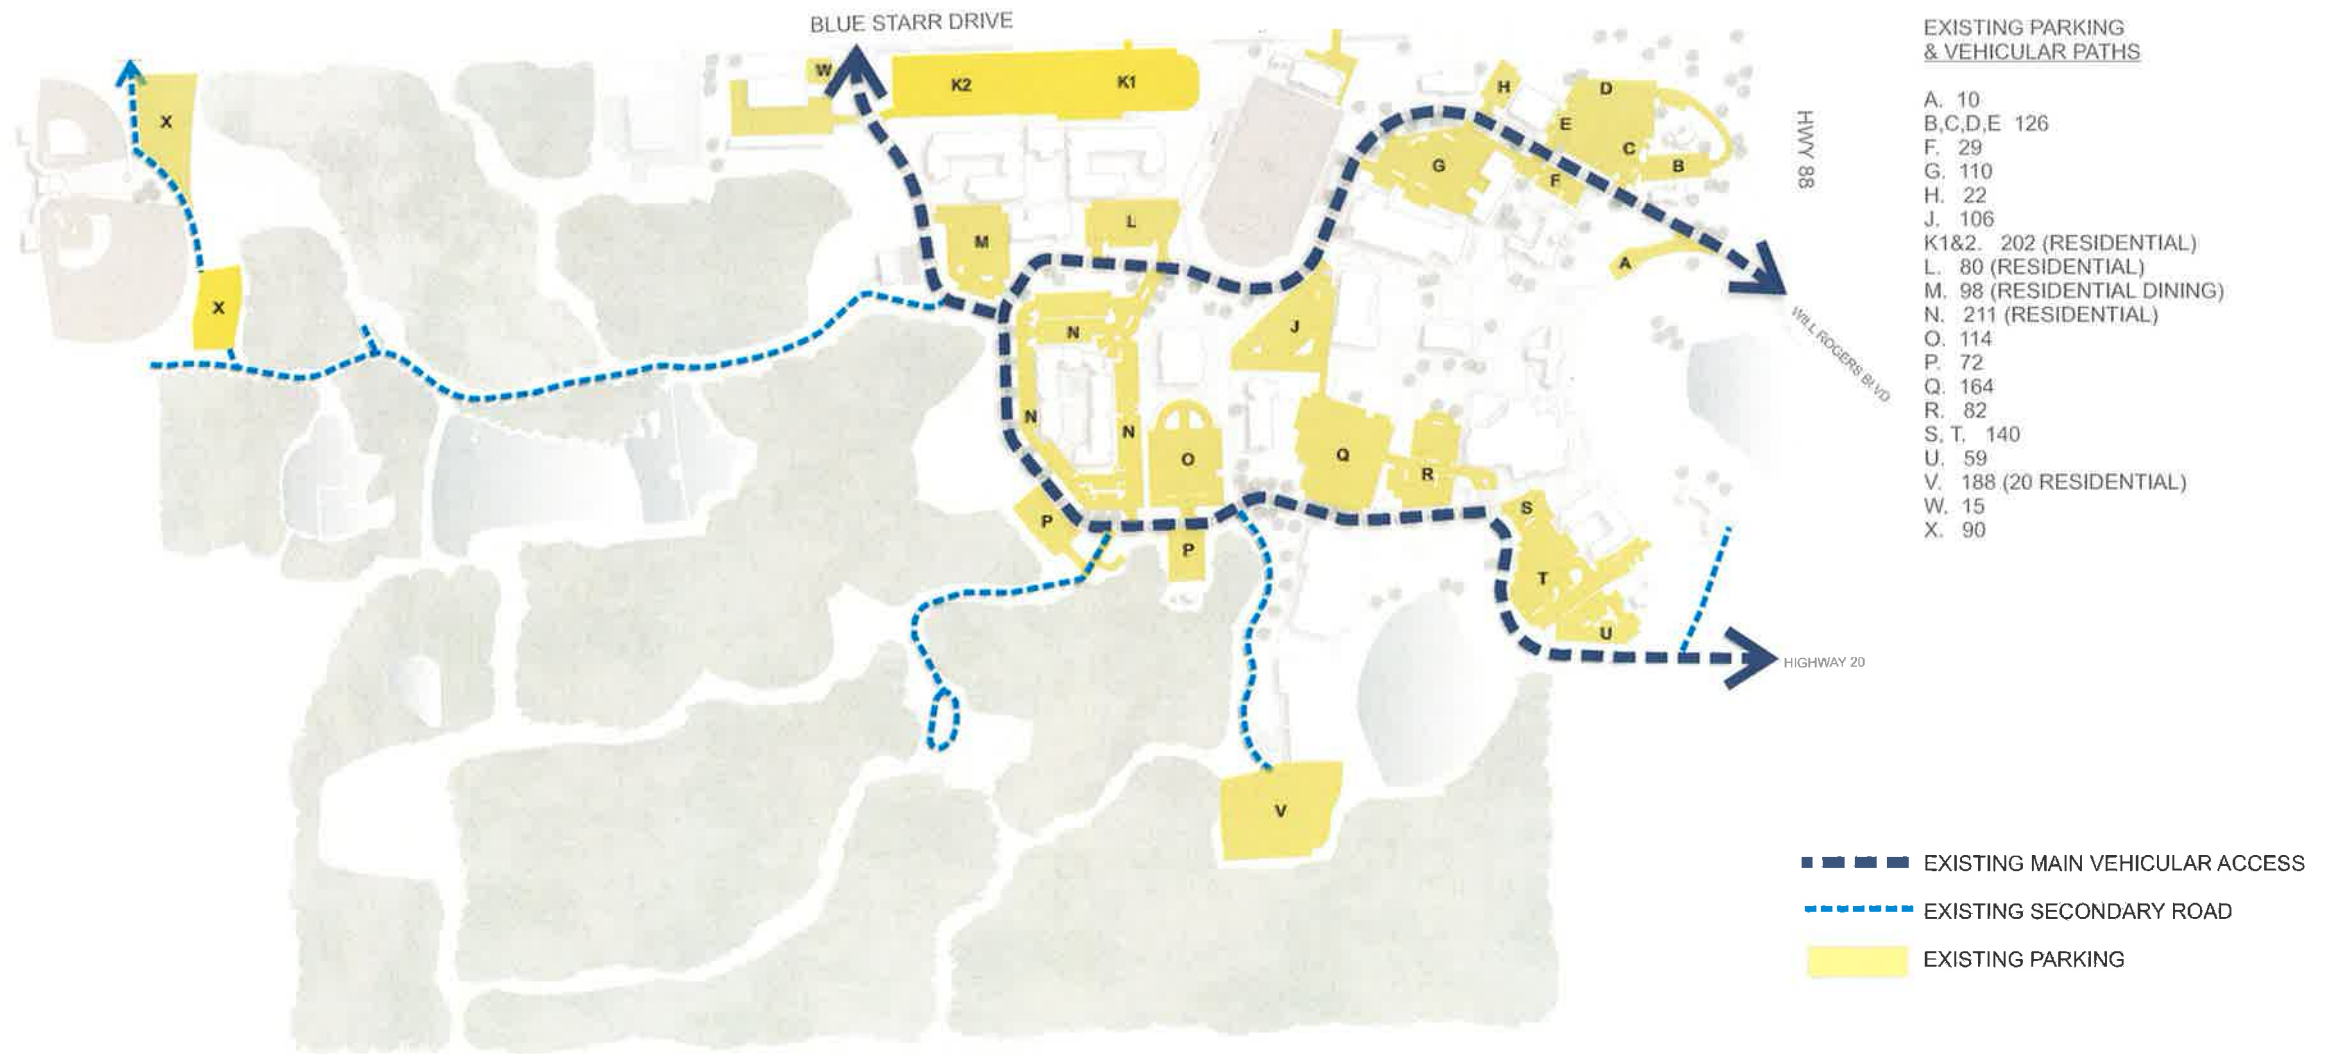 BLUE STARR DRIVE
EXISTING PARKING
& VEHICULAR PATHS
A. 10
B,C,D,E 126
F. 29
G. 110
H. 22
J. 106
K1&2. 202 (RESIDENTIAL)
L. 80 (RESIDENTIAL)
M. 98 (RESIDENTIAL DINING)
N. 211 (RESIDENTIAL)
O. 114
P. 72
Q. 164
R. 82
S, T. 140
U. 59
V. 188 (20 RESIDENTIAL)
W. 15
X. 90
HWY 88
WILL ROGERS BLVD
HIGHWAY 20
W
K2
K1
H
D
X
E
C
G
B
F
L
M
A
X
J
N
N
N
O
Q
R
S
P
P
T
U
V
EXISTING MAIN VEHICULAR ACCESS
EXISTING SECONDARY ROAD
EXISTING PARKING